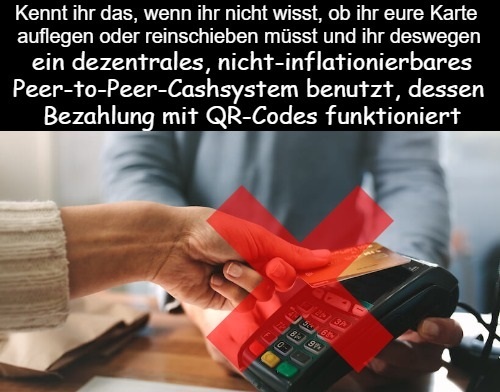 Kennt ihr das, wenn ihr nicht wisst, ob ihr eure Karte
auflegen oder reinschieben müsst und ihr deswegen
ein dezentrales, nicht-inflationierbares
Peer-to-Peer-Cashsystem benutzt, dessen
Bezahlung mit QR-Codes funktioniert